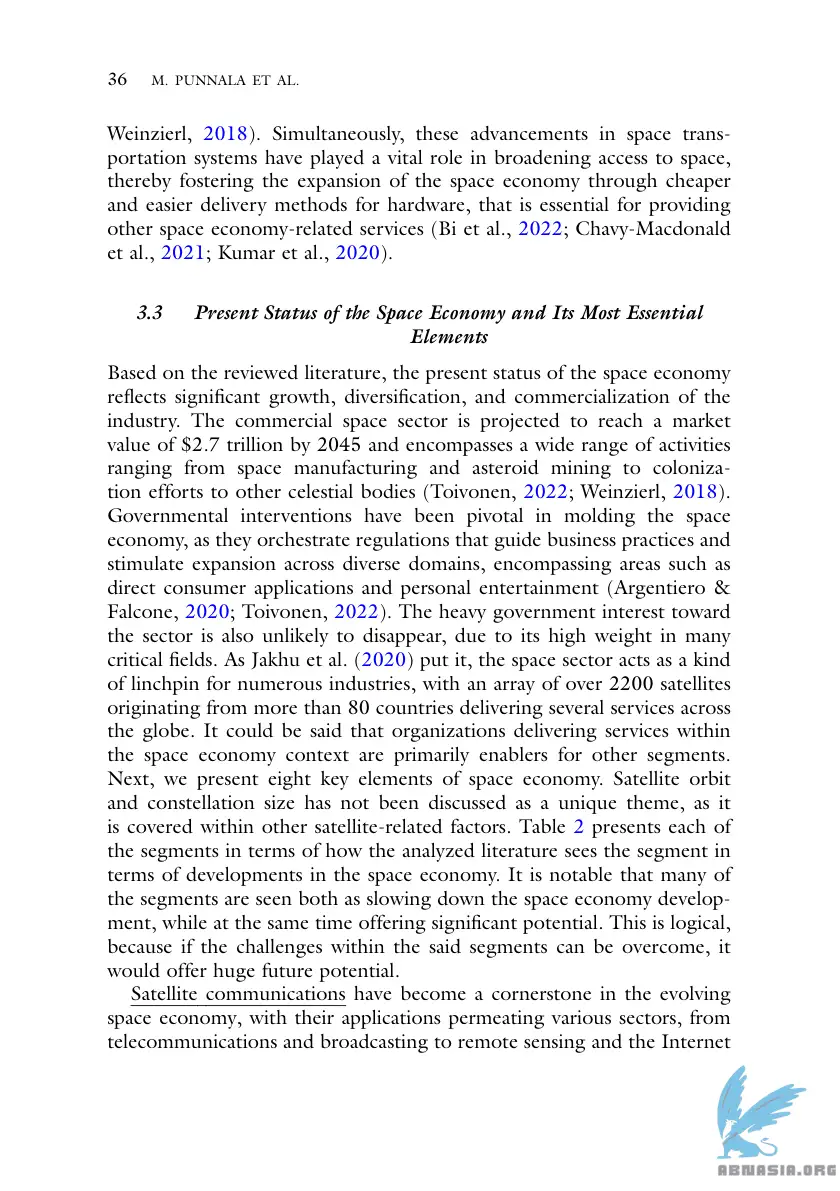 36 M. PUNNALA ET AL.
Weinzierl, 2018). Simultaneously, these advancements in space trans-
portation systems have played a vital role in broadening access to space,
thereby fostering the expansion of the space economy through cheaper
and easier delivery methods for hardware, that is essential for providing
other space economy-related services (Bi et al., 2022; Chavy-Macdonald
et al., 2021; Kumar et al., 2020).
3.3 Present Status of the Space Economy and Its Most Essential
Elements
Based on the reviewed literature, the present status of the space economy
reflects significant growth, diversification, and commercialization of the
industry. The commercial space sector is projected to reach a market
value of $2.7 trillion by 2045 and encompasses a wide range of activities
ranging from space manufacturing and asteroid mining to coloniza-
tion efforts to other celestial bodies (Toivonen, 2022; Weinzierl, 2018).
Governmental interventions have been pivotal in molding the space
economy, as they orchestrate regulations that guide business practices and
stimulate expansion across diverse domains, encompassing areas such as
direct consumer applications and personal entertainment (Argentiero &
Falcone, 2020; Toivonen, 2022). The heavy government interest toward
the sector is also unlikely to disappear, due to its high weight in many
critical fields. As Jakhu et al. (2020) put it, the space sector acts as a kind
of linchpin for numerous industries, with an array of over 2200 satellites
originating from more than 80 countries delivering several services across
the globe. It could be said that organizations delivering services within
the space economy context are primarily enablers for other segments.
Next, we present eight key elements of space economy. Satellite orbit
and constellation size has not been discussed as a unique theme, as it
is covered within other satellite-related factors. Table 2 presents each of
the segments in terms of how the analyzed literature sees the segment in
terms of developments in the space economy. It is notable that many of
the segments are seen both as slowing down the space economy develop-
ment, while at the same time offering significant potential. This is logical,
because if the challenges within the said segments can be overcome, it
would offer huge future potential.
Satellite communications have become a cornerstone in the evolving
space economy, with their applications permeating various sectors, from
telecommunications and broadcasting to remote sensing and the Internet
ABNASIA.ORG